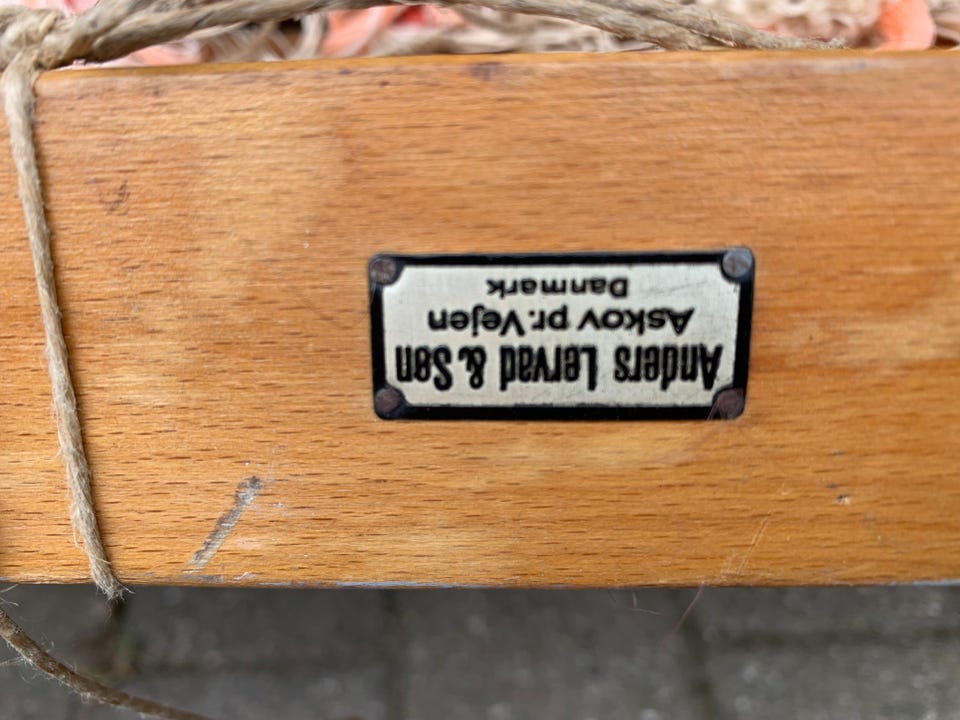 Anders Lervad & Søn
Askov pr. Vejen
Danmark